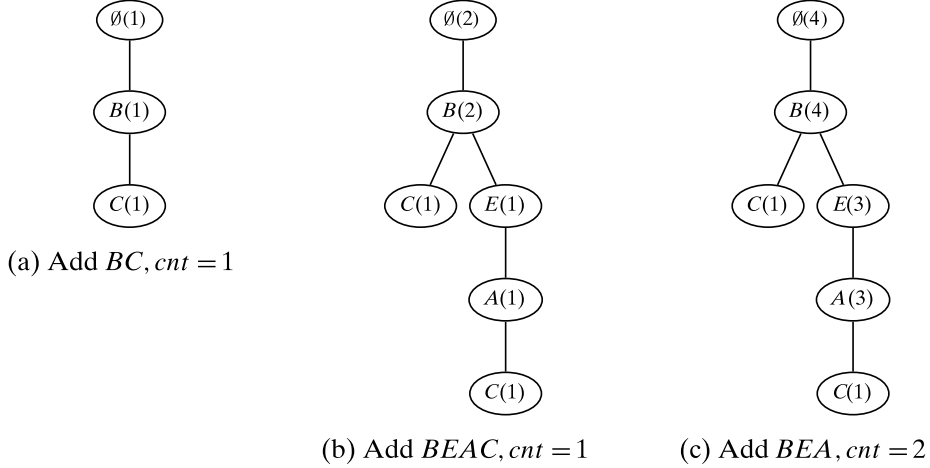 ∅(1)
B(1)
C(1)
(a) Add BC, cnt = 1
∅(2)
B(2)
C(1) E(1)
A(1)
C(1)
(b) Add BEAC, cnt = 1
∅(4)
B(4)
C(1) E(3)
A(3)
C(1)
(c) Add BEA, cnt = 2